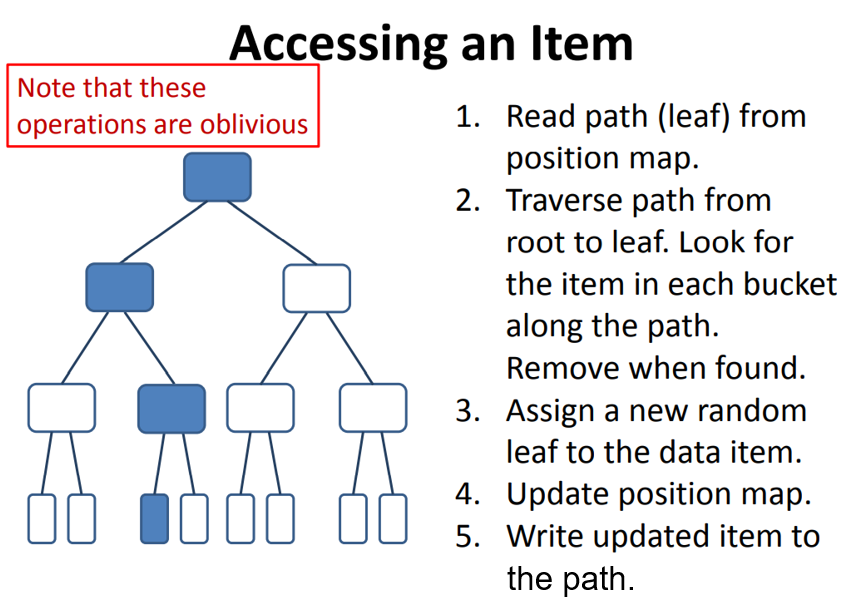 Accessing an Item
Note that these
operations are oblivious
1. Read path (leaf) from
position map.
2. Traverse path from
root to leaf. Look for
the item in each bucket
along the path.
Remove when found.
3. Assign a new random
leaf to the data item.
4. Update position map.
5. Write updated item to
the path.